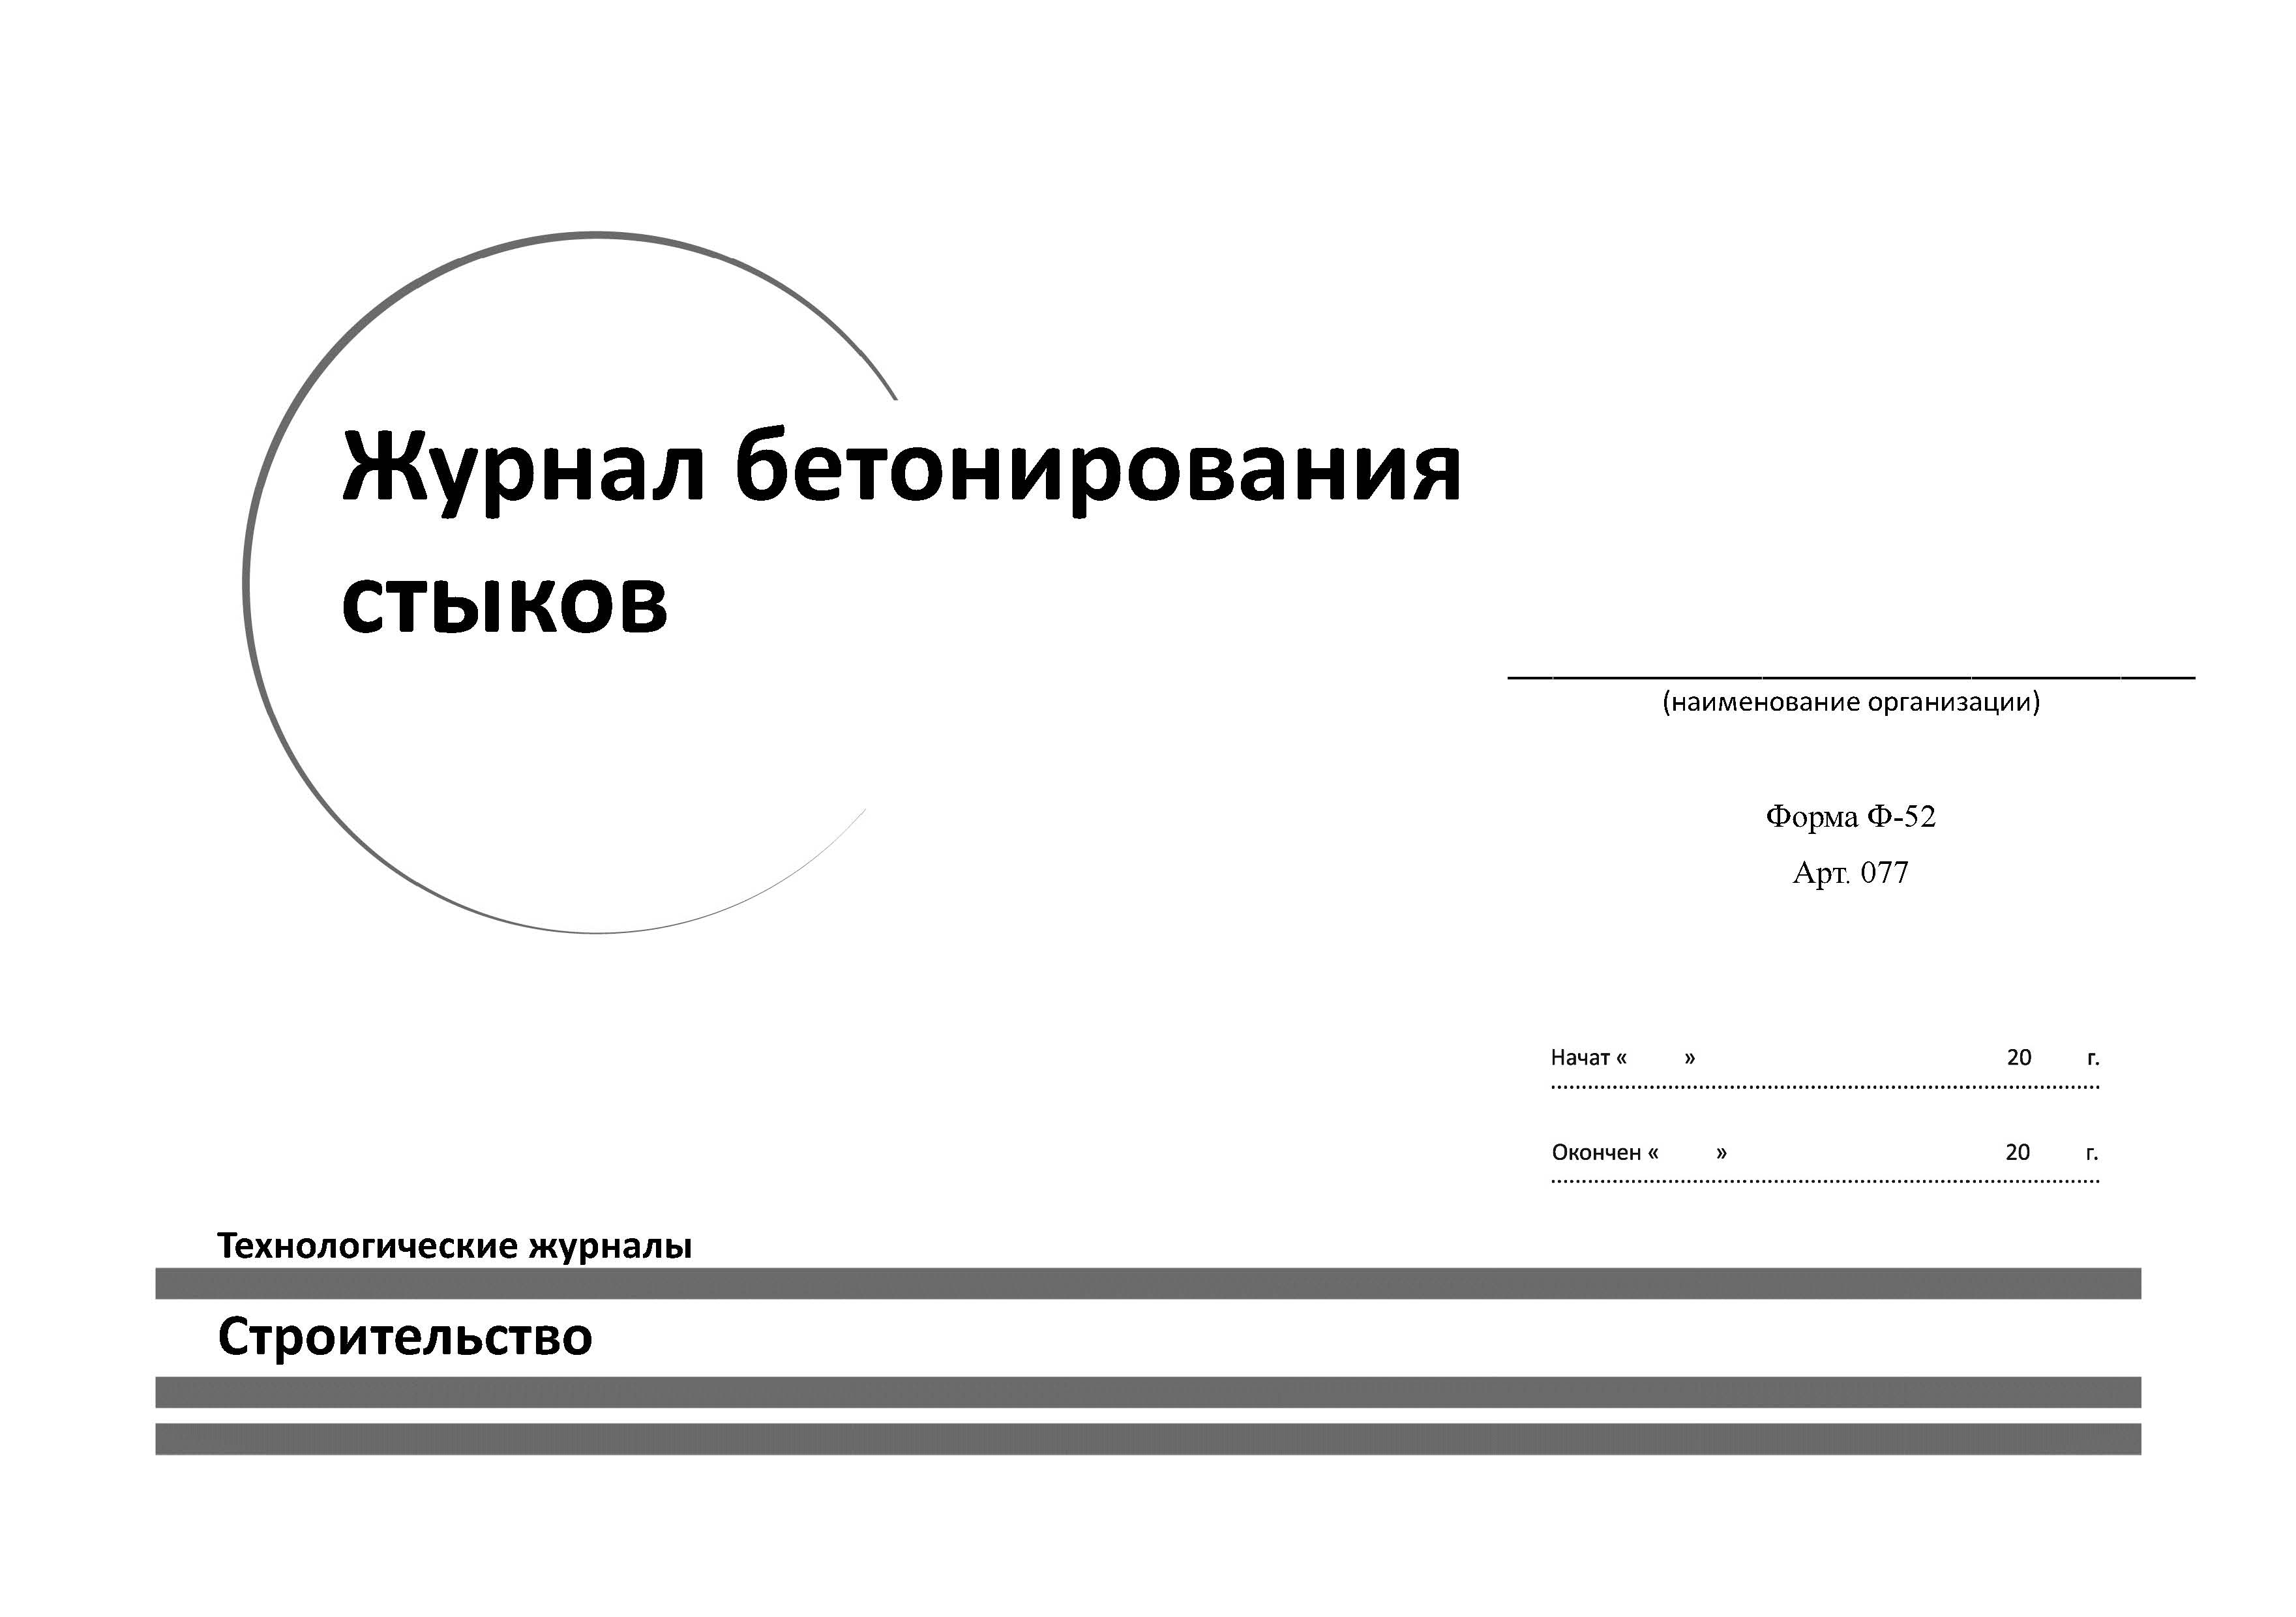 Журнал бетонирования
стыков
(наименование организации)
Форма Ф-52
Арт. 077
Начат « » 20 г.
Окончен « » 20 г.
Технологические журналы
Строительство